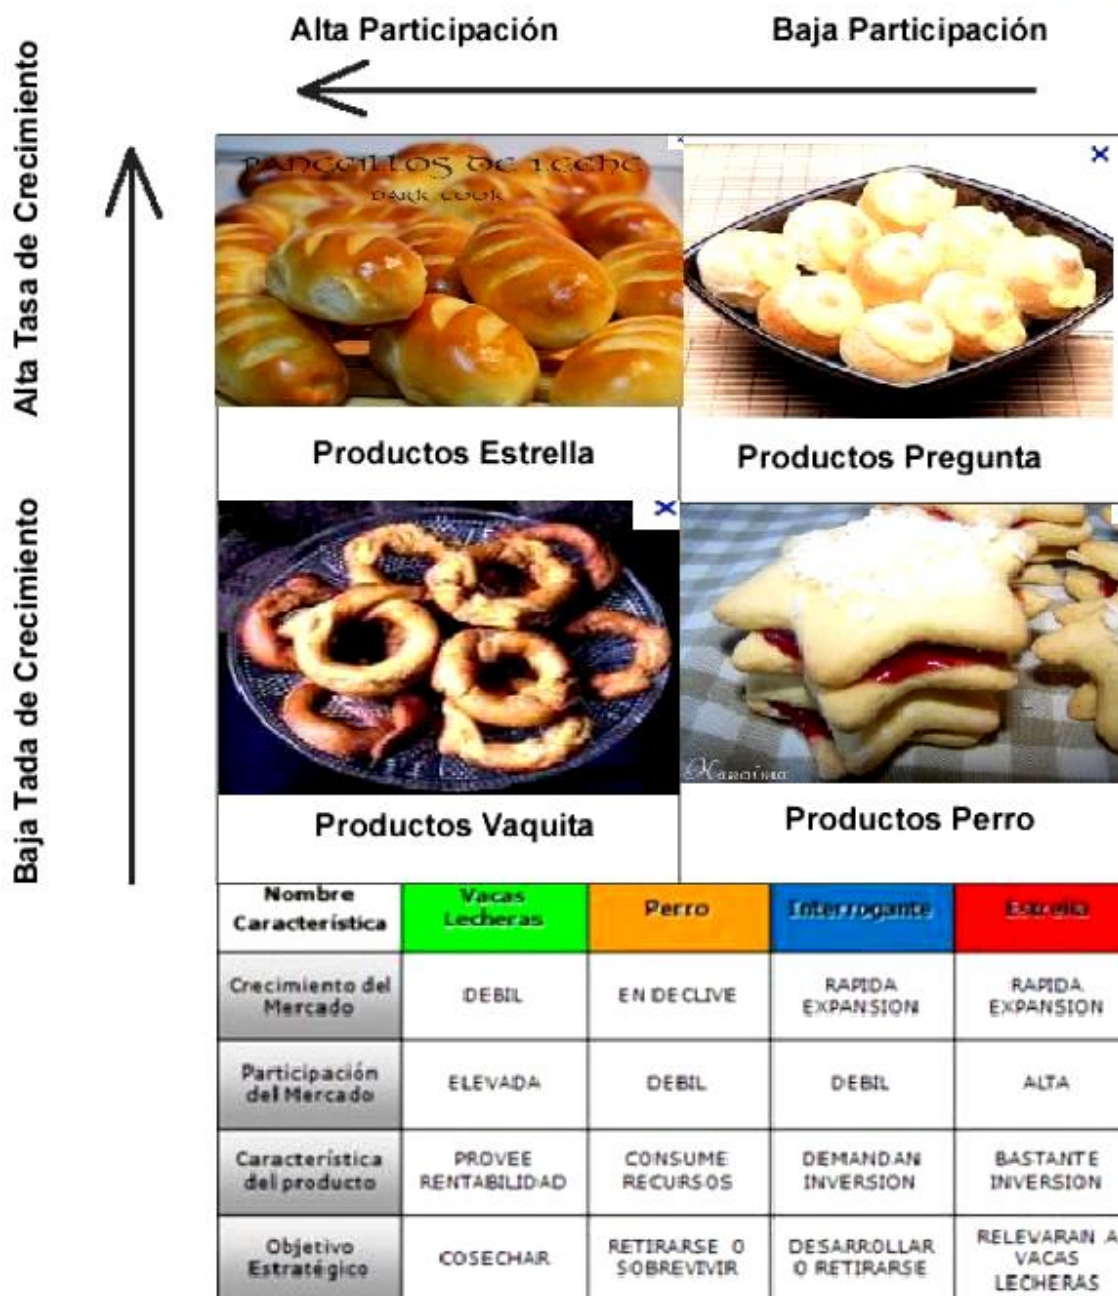 Alta Participación
Baja Participación
Alta Tasa de Crecimiento
PANECILLOS DE LECHE
DARK COOK
Productos Estrella
Productos Pregunta
Baja Tada de Crecimiento
Productos Vaquita
Productos Perro
Nombre
Característica
Vacas
Lecheras
Perro
Interrogante
Estrella
Crecimiento del
Mercado
DEBIL
EN DECLIVE
RAPIDA
EXPANSION
RAPIDA
EXPANSION
Participación
del Mercado
ELEVADA
DEBIL
DEBIL
ALTA
Característica
del producto
PROVEE
RENTABILIDAD
CONSUME
RECURSOS
DEMANDAN
INVERSION
BASTANTE
INVERSION
Objetivo
Estratégico
COSECHAR
RETIRARSE O
SOBREVIVIR
DESARROLLAR
O RETIRARSE
RELEVARAN A
VACAS
LECHERAS